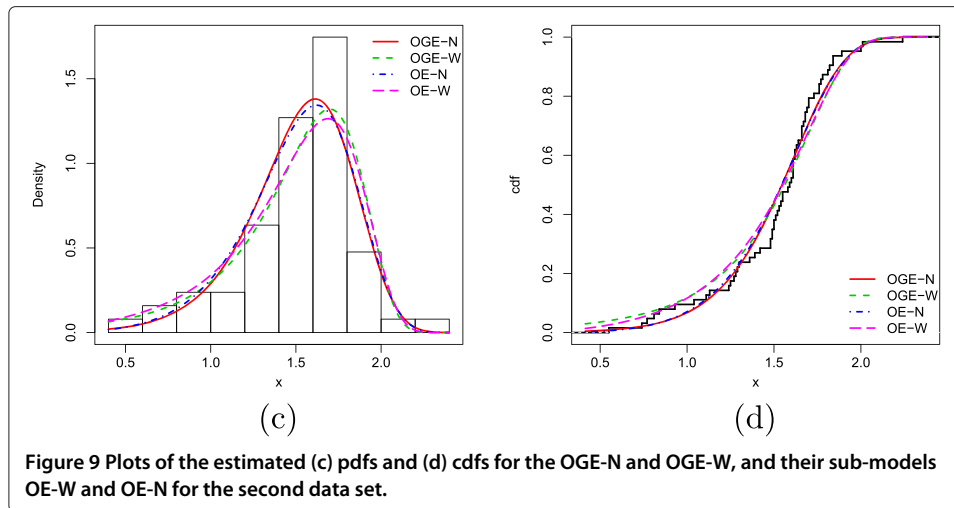 OGE−N
OGE−W
OE−N
OE−W
Density
0.0
0.5
1.0
1.5
0.5
1.0
1.5
2.0
x
(c)
cdf
0.0
0.2
0.4
0.6
0.8
1.0
OGE−N
OGE−W
OE−N
OE−W
0.5
1.0
1.5
2.0
x
(d)
Figure 9 Plots of the estimated (c) pdfs and (d) cdfs for the OGE-N and OGE-W, and their sub-models
OE-W and OE-N for the second data set.